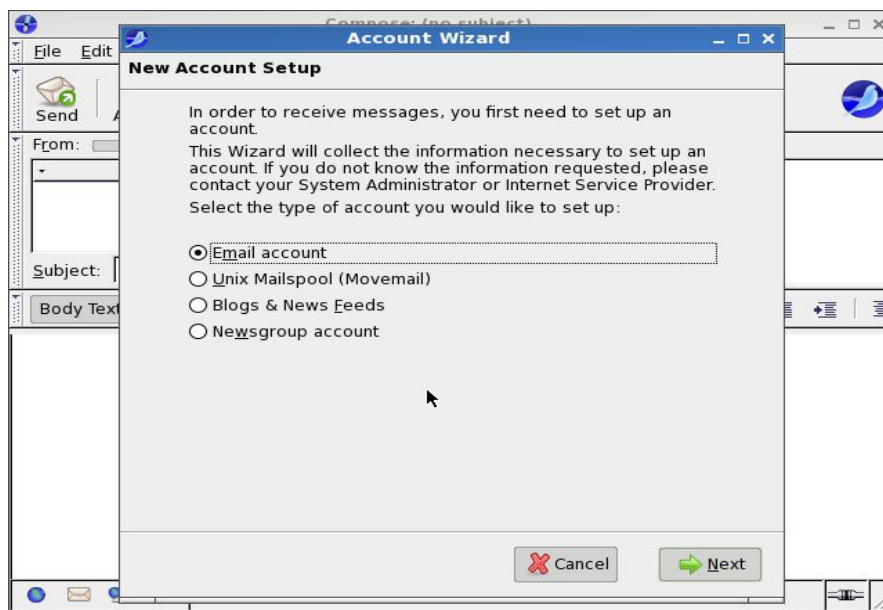 Compose: (no subject)
Account Wizard
File Edit
New Account Setup
Send
In order to receive messages, you first need to set up an
account.
From:
This Wizard will collect the information necessary to set up an
account. If you do not know the information requested, please
contact your System Administrator or Internet Service Provider.
Select the type of account you would like to set up:
Email account
Subject:
Unix Mailspool (Movemail)
Body Text
Blogs & News Feeds
Newsgroup account
Cancel
Next